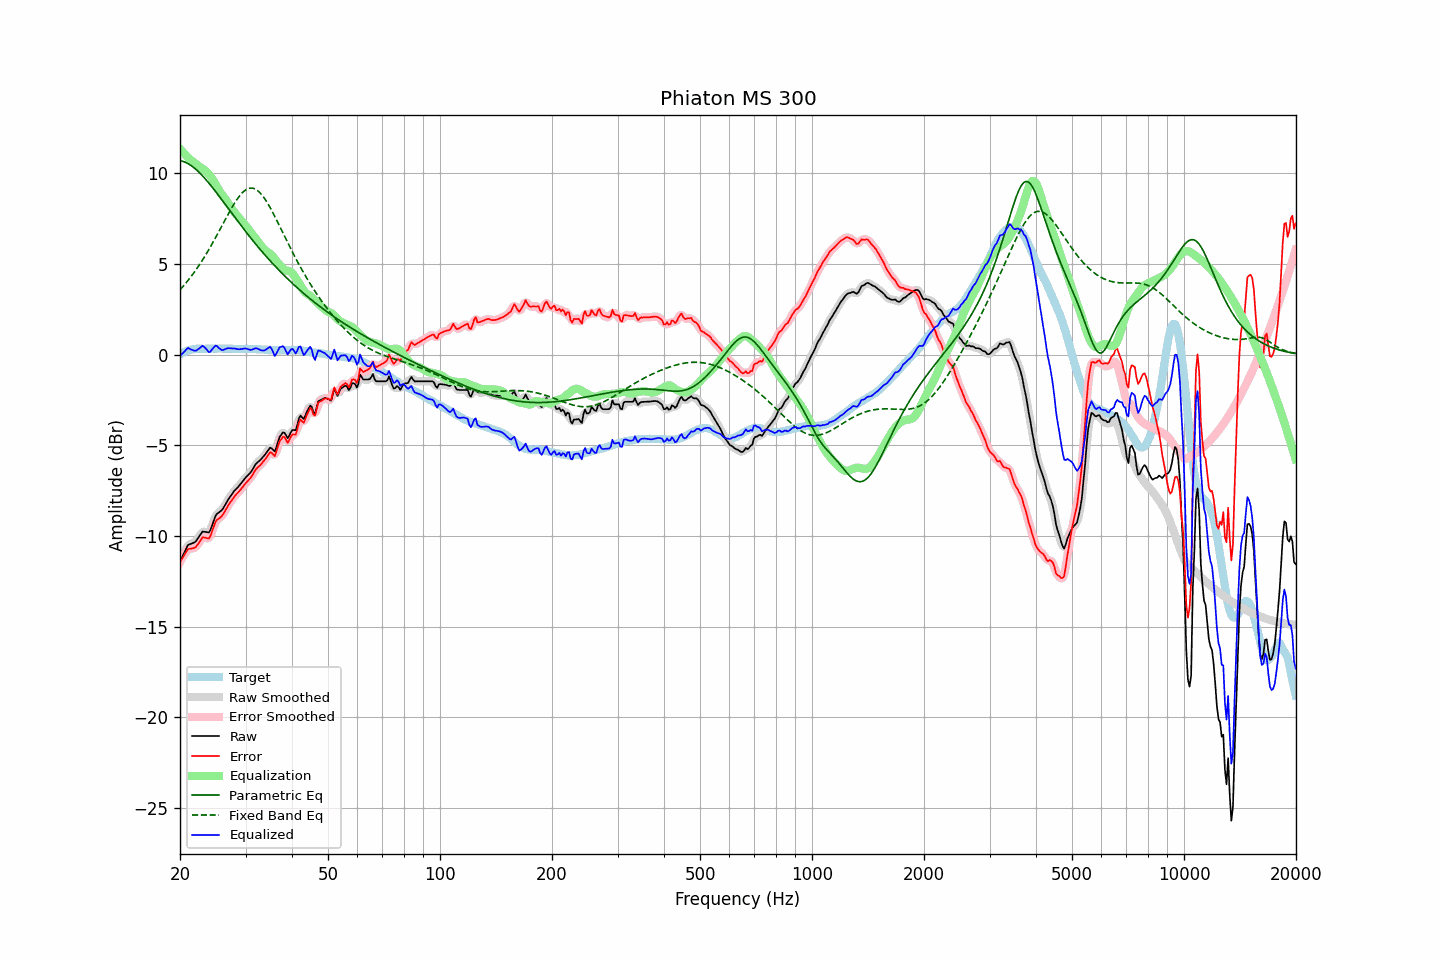 Phiaton MS 300
Amplitude (dBr)
10
5
0
−5
−10
−15
−20
−25
Target
Raw Smoothed
Error Smoothed
Raw
Error
Equalization
Parametric Eq
Fixed Band Eq
Equalized
20 50 100 200 500 1000 2000 5000 10000 20000
Frequency (Hz)